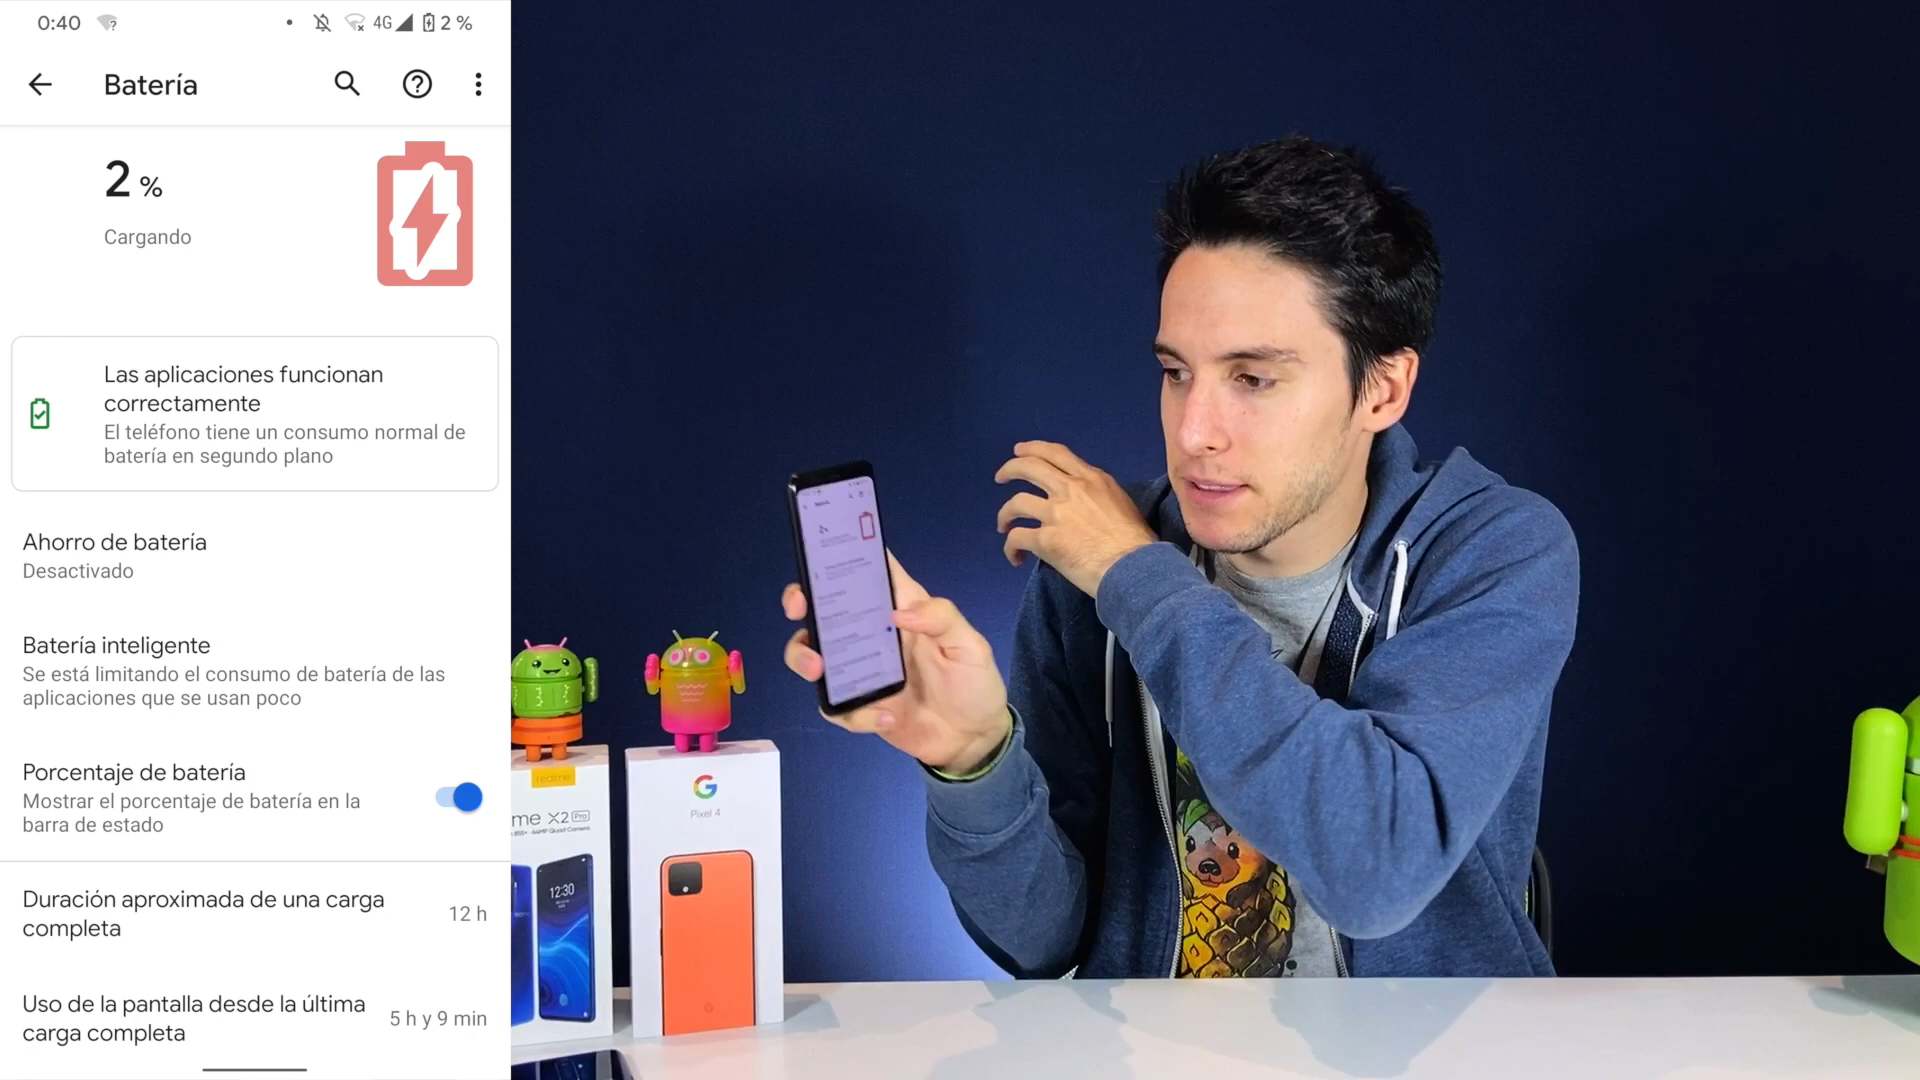 0:40
4G
2 %
Batería
2 %
Cargando
Las aplicaciones funcionan
correctamente
El teléfono tiene un consumo normal de
batería en segundo plano
Ahorro de batería
Desactivado
Batería inteligente
Se está limitando el consumo de batería de las
aplicaciones que se usan poco
Porcentaje de batería
Mostrar el porcentaje de batería en la
barra de estado
Duración aproximada de una carga
completa
12 h
Uso de la pantalla desde la última
carga completa
5 h y 9 min
realme
me X2 Pro
64MP Quad Camera
12:30
G
Pixel 4